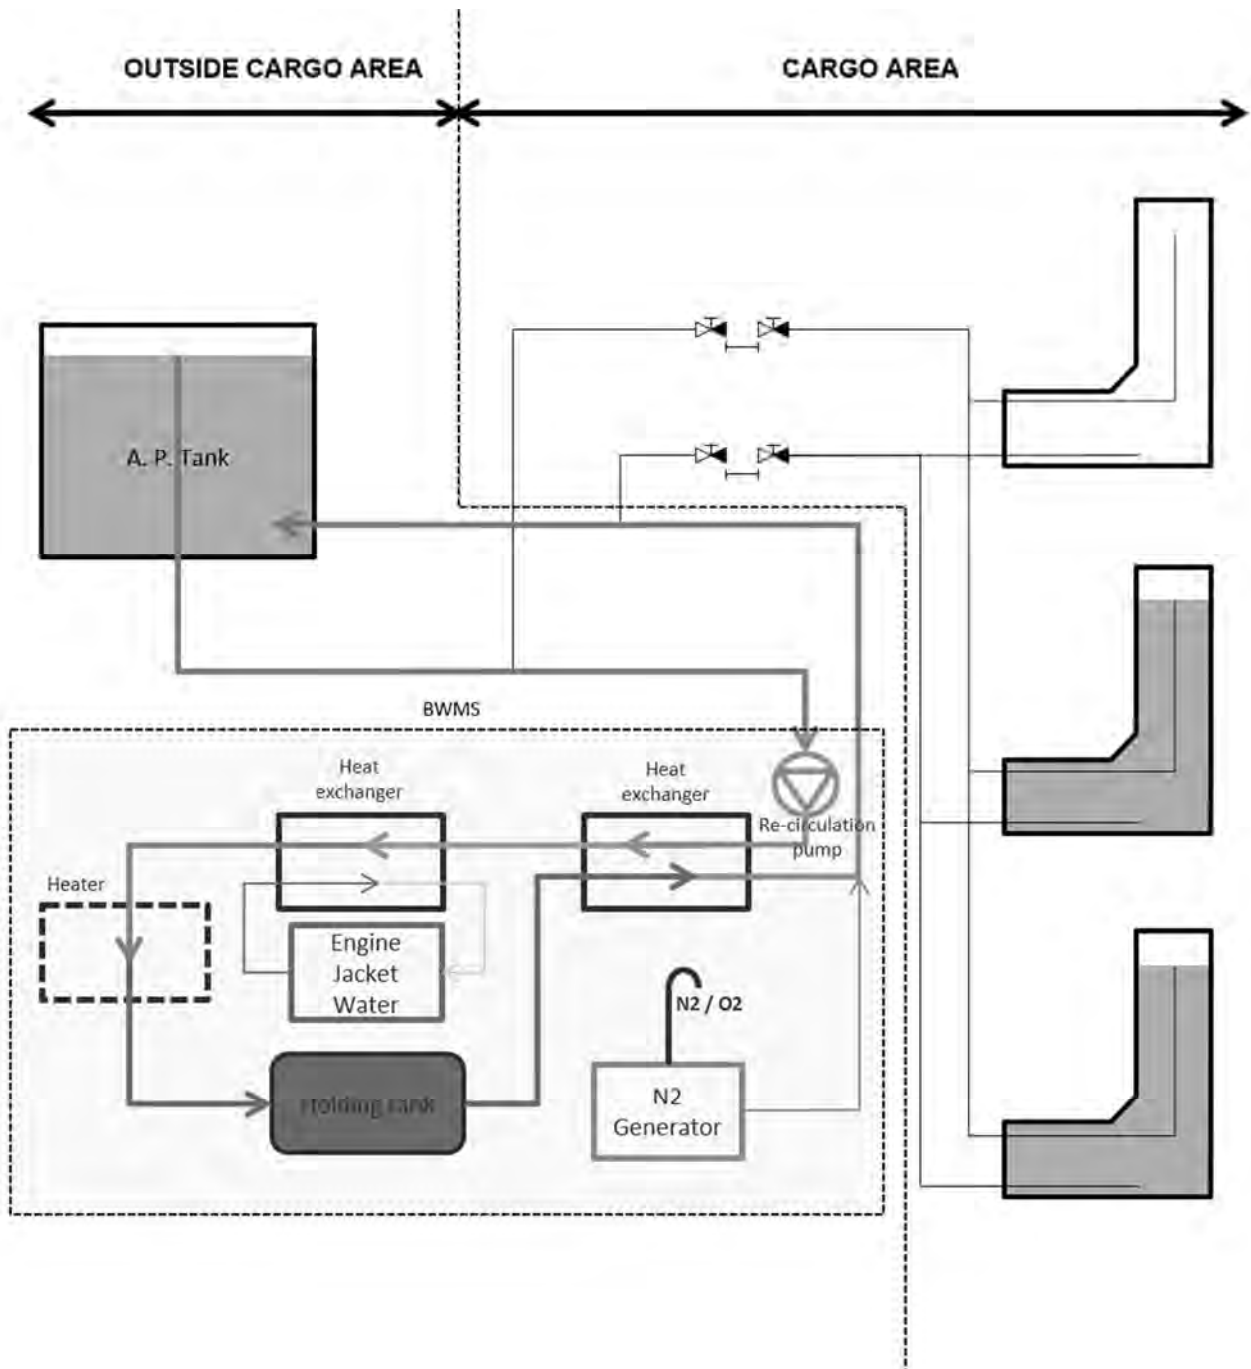 OUTSIDE CARGO AREA
CARGO AREA
A. P. Tank
BWMS
Heat
exchanger
Heat
exchanger
Re-circulation
pump
Heater
Engine
Jacket
Water
N2 / O2
Holding tank
N2
Generator